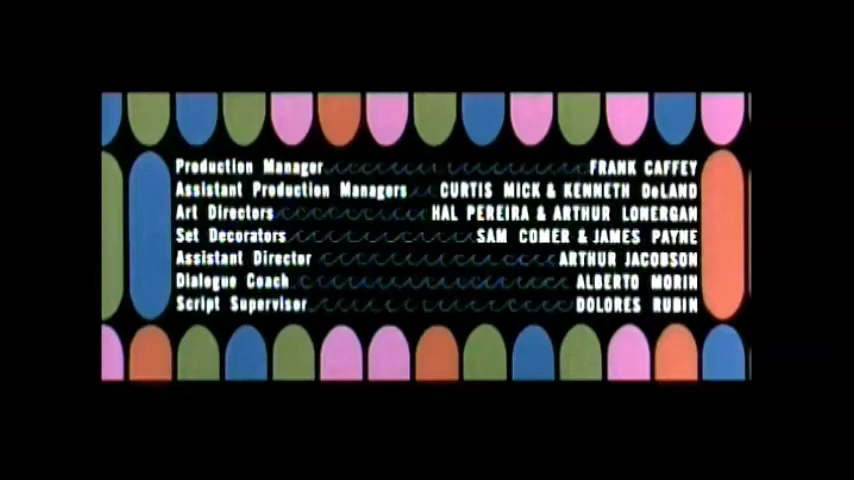 Production Manager FRANK CAFFEY
Assistant Production Managers CURTIS MICK & KENNETH DeLAND
Art Directors HAL PEREIRA & ARTHUR LONERGAN
Set Decorators SAM COMER & JAMES PAYNE
Assistant Director ARTHUR JACOBSON
Dialogue Coach ALBERTO MORIN
Script Supervisor DOLORES RUBIN